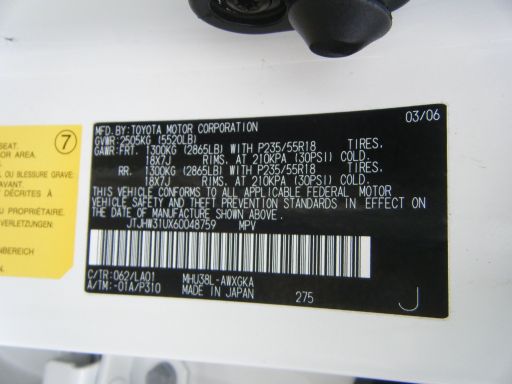 03/06
MFD.BY:TOYOTA MOTOR CORPORATION
GVWR:2505KG (5520LB)
GAWR:FRT. 1300KG (2865LB) WITH P235/55R18 TIRES,
18X7J RIMS, AT 210KPA (30PSI) COLD.
RR. 1300KG (2865LB) WITH P235/55R18 TIRES,
18X7J RIMS, AT 210KPA (30PSI) COLD.
THIS VEHICLE CONFORMS TO ALL APPLICABLE FEDERAL MOTOR
VEHICLE SAFETY AND THEFT PREVENTION STANDARDS IN EFFECT ON
THE DATE OF MANUFACTURE SHOWN ABOVE.
JTJHW31UX60048759 MPV
C/TR:062/LA01 MHU38L-AWXGKA
A/TM:-01A/P310 MADE IN JAPAN 275 J
7
SEAT.
OR AREA.
OU BLESSURE GRAVE
AVANT.
DÉCRITES À
U PROPRIÉTAIRE.
VERLETZUNGEN:
NBEREICH